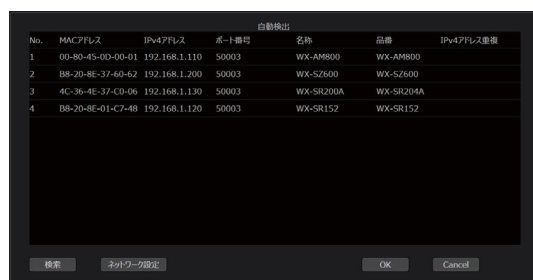 自動検出
No. MACアドレス IPv4アドレス ポート番号 名称 品番 IPv4アドレス重複
1 00-80-45-0D-00-01 192.168.1.110 50003 WX-AM800 WX-AM800
2 B8-20-8E-37-60-62 192.168.1.200 50003 WX-SZ600 WX-SZ600
3 4C-36-4E-37-C0-06 192.168.1.130 50003 WX-SR200A WX-SR204A
4 B8-20-8E-01-C7-48 192.168.1.120 50003 WX-SR152 WX-SR152
検索 ネットワーク設定 OK Cancel